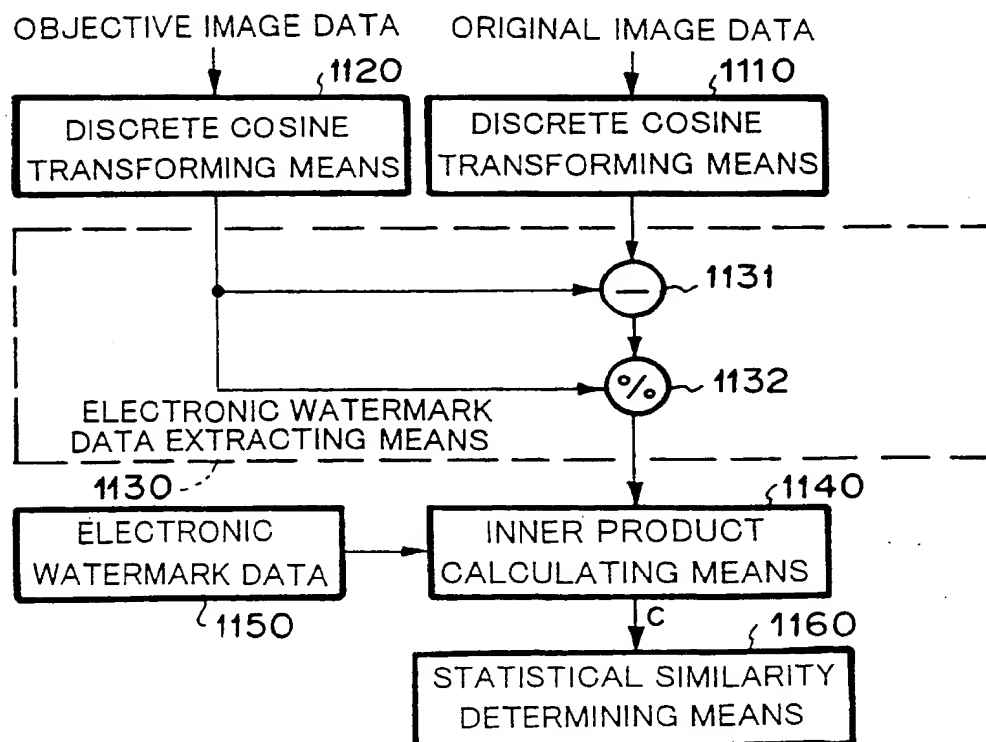 OBJECTIVE IMAGE DATA
ORIGINAL IMAGE DATA
1120
1110
DISCRETE COSINE
TRANSFORMING MEANS
DISCRETE COSINE
TRANSFORMING MEANS
−
1131
%
1132
ELECTRONIC WATERMARK
DATA EXTRACTING MEANS
1130
1140
ELECTRONIC
WATERMARK DATA
INNER PRODUCT
CALCULATING MEANS
1150
C
1160
STATISTICAL SIMILARITY
DETERMINING MEANS